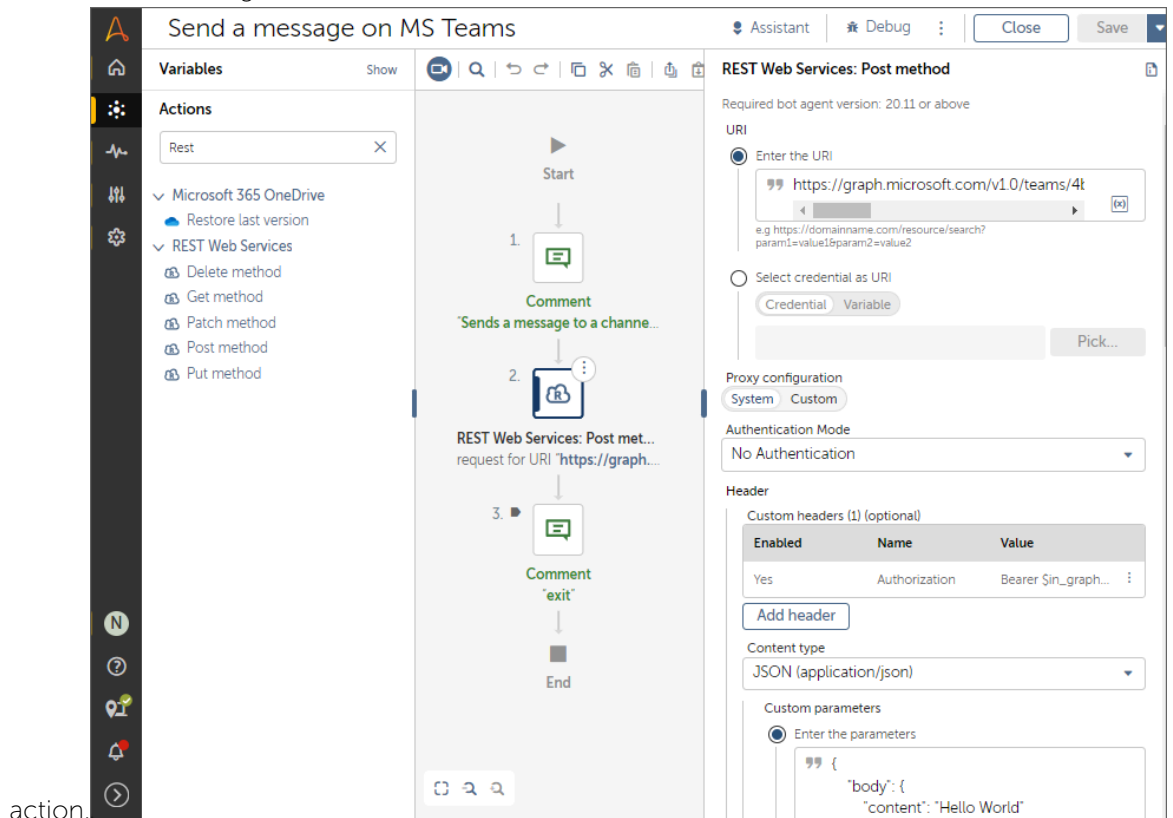 Send a message on MS Teams
Assistant
Debug
Close
Save
Variables
Show
Actions
Rest
Microsoft 365 OneDrive
Restore last version
REST Web Services
Delete method
Get method
Patch method
Post method
Put method
N
Start
1.
Comment
"Sends a message to a channe...
2.
REST Web Services: Post met...
request for URI "https://graph....
3.
Comment
"exit"
End
REST Web Services: Post method
Required bot agent version: 20.11 or above
URI
Enter the URI
https://graph.microsoft.com/v1.0/teams/4b
(x)
e.g https://domainname.com/resource/search?
param1=value1&param2=value2
Select credential as URI
Credential Variable
Pick...
Proxy configuration
System Custom
Authentication Mode
No Authentication
Header
Custom headers (1) (optional)
Enabled Name Value
Yes Authorization Bearer $in_graph...
Add header
Content type
JSON (application/json)
Custom parameters
Enter the parameters
{
"body": {
"content": "Hello World"
action.